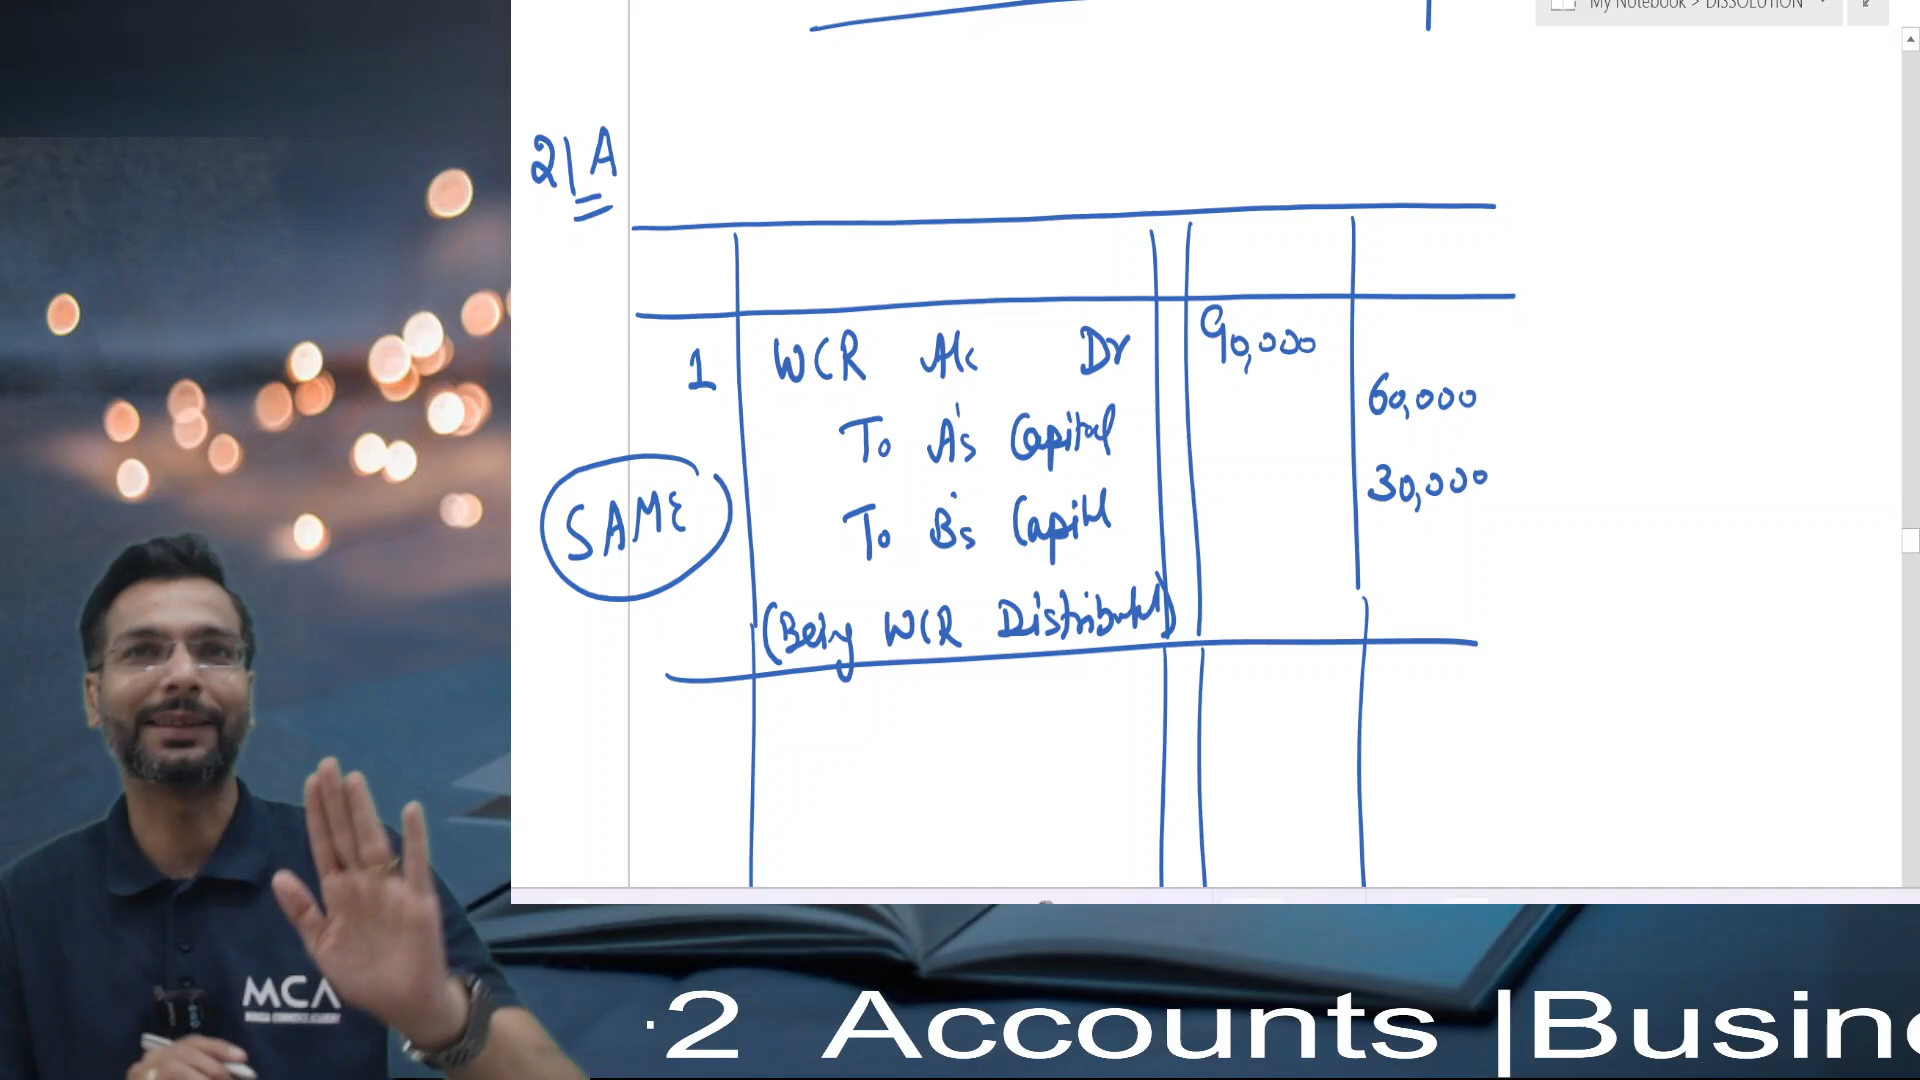 My Notebook > DISSOLUTION
2| A
1 WCR A/c Dr 90,000
To A's Capital 60,000
To B's Capital 30,000
(Being WCR Distributed)
SAME
MCA
2 Accounts |Busin